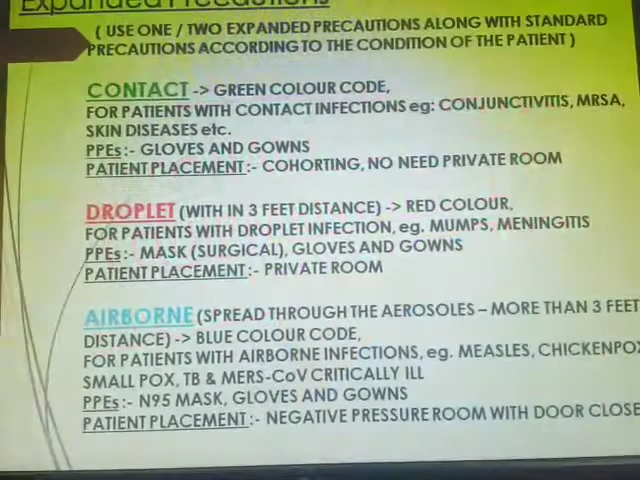 Expanded Precautions
( USE ONE / TWO EXPANDED PRECAUTIONS ALONG WITH STANDARD
PRECAUTIONS ACCORDING TO THE CONDITION OF THE PATIENT )
CONTACT -> GREEN COLOUR CODE,
FOR PATIENTS WITH CONTACT INFECTIONS eg: CONJUNCTIVITIS, MRSA,
SKIN DISEASES etc.
PPEs:- GLOVES AND GOWNS
PATIENT PLACEMENT:- COHORTING, NO NEED PRIVATE ROOM
DROPLET (WITH IN 3 FEET DISTANCE) -> RED COLOUR,
FOR PATIENTS WITH DROPLET INFECTION, eg. MUMPS, MENINGITIS
PPEs:- MASK (SURGICAL), GLOVES AND GOWNS
PATIENT PLACEMENT:- PRIVATE ROOM
AIRBORNE (SPREAD THROUGH THE AEROSOLES – MORE THAN 3 FEET
DISTANCE) -> BLUE COLOUR CODE,
FOR PATIENTS WITH AIRBORNE INFECTIONS, eg. MEASLES, CHICKENPOX
SMALL POX, TB & MERS-CoV CRITICALLY ILL
PPEs:- N95 MASK, GLOVES AND GOWNS
PATIENT PLACEMENT:- NEGATIVE PRESSURE ROOM WITH DOOR CLOSE